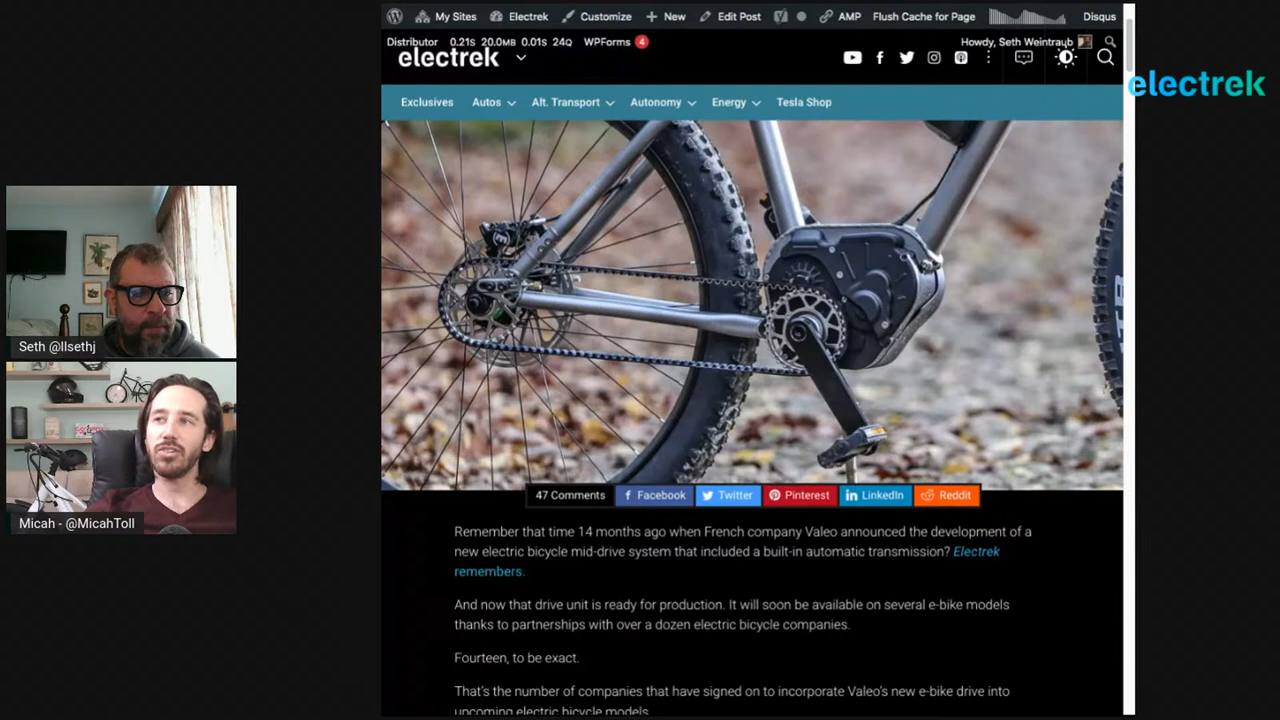 My Sites Electrek Customize + New Edit Post AMP Flush Cache for Page Disqus
Distributor 0.21s 20.0MB 0.01s 24Q WPForms 4 Howdy, Seth Weintraub
electrek
electrek
Exclusives Autos Alt. Transport Autonomy Energy Tesla Shop
Seth @llsethj
Micah - @MicahToll
47 Comments Facebook Twitter Pinterest LinkedIn Reddit
Remember that time 14 months ago when French company Valeo announced the development of a
new electric bicycle mid-drive system that included a built-in automatic transmission? Electrek
remembers.
And now that drive unit is ready for production. It will soon be available on several e-bike models
thanks to partnerships with over a dozen electric bicycle companies.
Fourteen, to be exact.
That's the number of companies that have signed on to incorporate Valeo's new e-bike drive into
upcoming electric bicycle models.